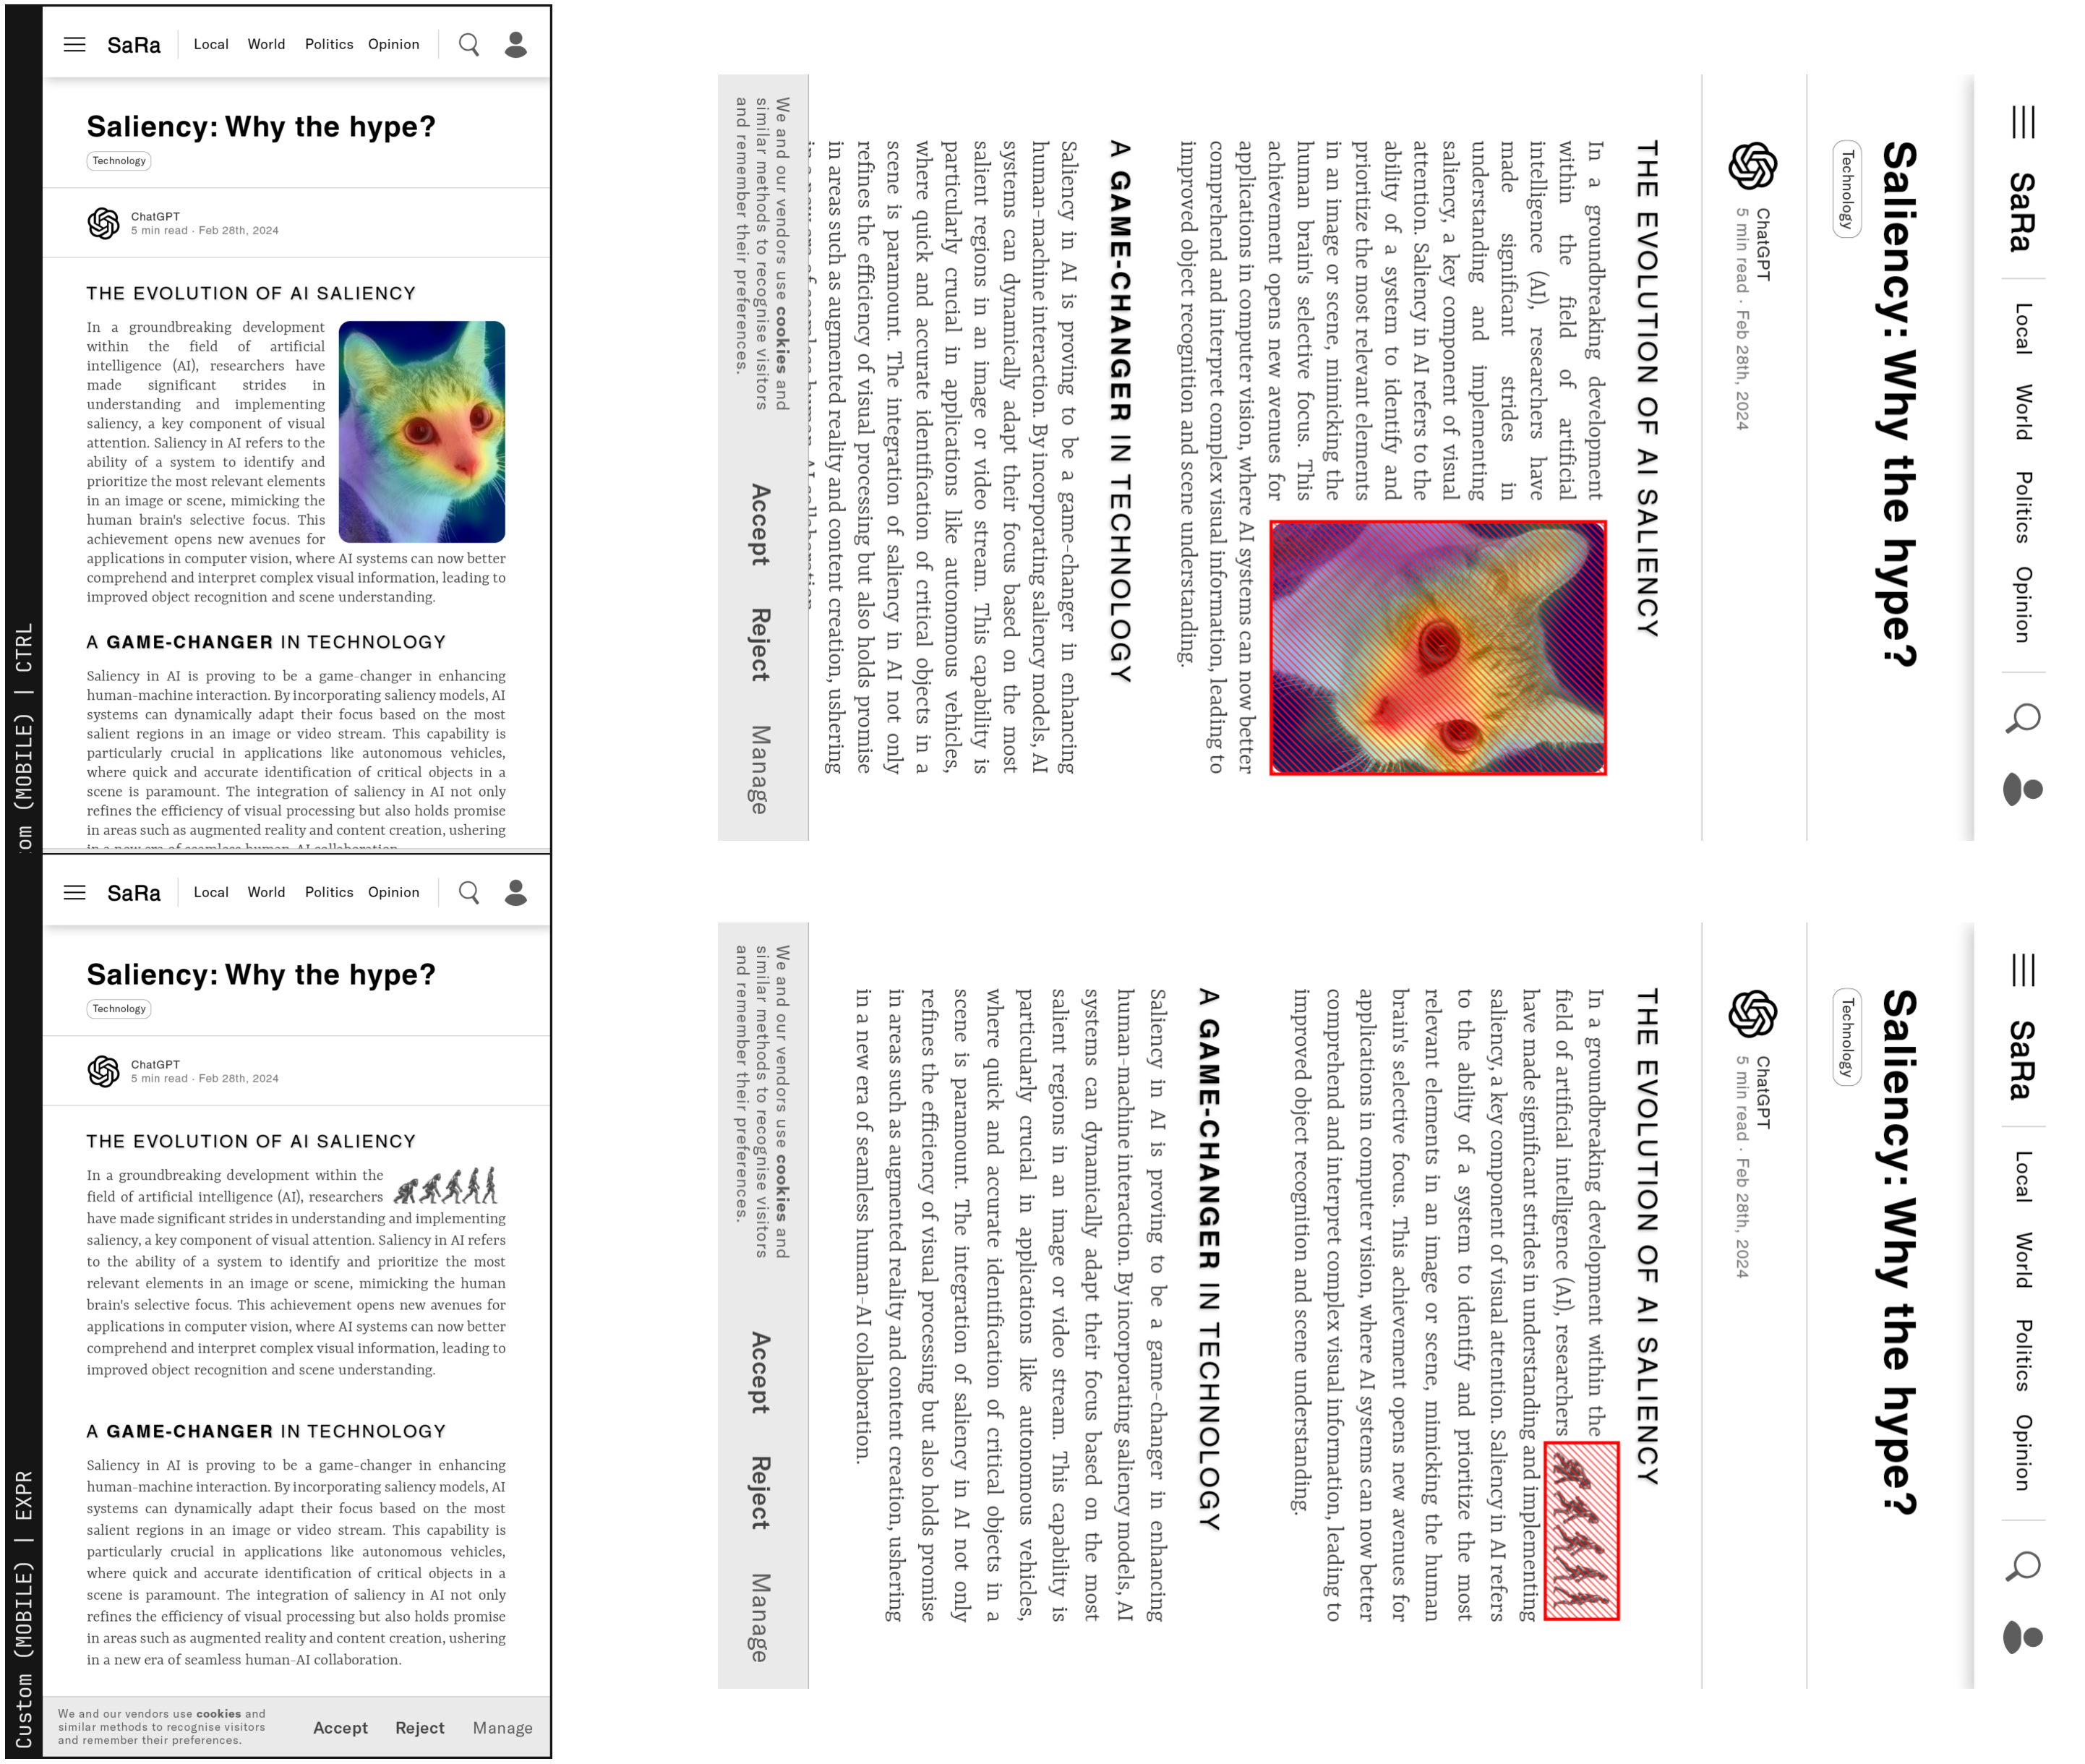 om (MOBILE) | CTRL
SaRa
Local World Politics Opinion
Saliency: Why the hype?
Technology
ChatGPT
5 min read · Feb 28th, 2024
THE EVOLUTION OF AI SALIENCY
In a groundbreaking development
within the field of artificial
intelligence (AI), researchers have
made significant strides in
understanding and implementing
saliency, a key component of visual
attention. Saliency in AI refers to the
ability of a system to identify and
prioritize the most relevant elements
in an image or scene, mimicking the
human brain's selective focus. This
achievement opens new avenues for
applications in computer vision, where AI systems can now better
comprehend and interpret complex visual information, leading to
improved object recognition and scene understanding.
A GAME-CHANGER IN TECHNOLOGY
Saliency in AI is proving to be a game-changer in enhancing
human-machine interaction. By incorporating saliency models, AI
systems can dynamically adapt their focus based on the most
salient regions in an image or video stream. This capability is
particularly crucial in applications like autonomous vehicles,
where quick and accurate identification of critical objects in a
scene is paramount. The integration of saliency in AI not only
refines the efficiency of visual processing but also holds promise
in areas such as augmented reality and content creation, ushering
in a new era of seamless human-AI collaboration.
SaRa
Local World Politics Opinion
Saliency: Why the hype?
Technology
ChatGPT
5 min read · Feb 28th, 2024
THE EVOLUTION OF AI SALIENCY
In a groundbreaking development
within the field of artificial
intelligence (AI), researchers have
made significant strides in
understanding and implementing
saliency, a key component of visual
attention. Saliency in AI refers to the
ability of a system to identify and
prioritize the most relevant elements
in an image or scene, mimicking the
human brain's selective focus. This
achievement opens new avenues for
applications in computer vision, where AI systems can now better
comprehend and interpret complex visual information, leading to
improved object recognition and scene understanding.
A GAME-CHANGER IN TECHNOLOGY
Saliency in AI is proving to be a game-changer in enhancing
human-machine interaction. By incorporating saliency models, AI
systems can dynamically adapt their focus based on the most
salient regions in an image or video stream. This capability is
particularly crucial in applications like autonomous vehicles,
where quick and accurate identification of critical objects in a
scene is paramount. The integration of saliency in AI not only
refines the efficiency of visual processing but also holds promise
in areas such as augmented reality and content creation, ushering
in a new era of seamless human-AI collaboration.
We and our vendors use cookies and
similar methods to recognise visitors
and remember their preferences.
Accept Reject Manage
Custom (MOBILE) | EXPR
SaRa
Local World Politics Opinion
Saliency: Why the hype?
Technology
ChatGPT
5 min read · Feb 28th, 2024
THE EVOLUTION OF AI SALIENCY
In a groundbreaking development within the
field of artificial intelligence (AI), researchers
have made significant strides in understanding and implementing
saliency, a key component of visual attention. Saliency in AI refers
to the ability of a system to identify and prioritize the most
relevant elements in an image or scene, mimicking the human
brain's selective focus. This achievement opens new avenues for
applications in computer vision, where AI systems can now better
comprehend and interpret complex visual information, leading to
improved object recognition and scene understanding.
A GAME-CHANGER IN TECHNOLOGY
Saliency in AI is proving to be a game-changer in enhancing
human-machine interaction. By incorporating saliency models, AI
systems can dynamically adapt their focus based on the most
salient regions in an image or video stream. This capability is
particularly crucial in applications like autonomous vehicles,
where quick and accurate identification of critical objects in a
scene is paramount. The integration of saliency in AI not only
refines the efficiency of visual processing but also holds promise
in areas such as augmented reality and content creation, ushering
in a new era of seamless human-AI collaboration.
We and our vendors use cookies and
similar methods to recognise visitors
and remember their preferences.
Accept Reject Manage
SaRa
Local World Politics Opinion
Saliency: Why the hype?
Technology
ChatGPT
5 min read · Feb 28th, 2024
THE EVOLUTION OF AI SALIENCY
In a groundbreaking development within the
field of artificial intelligence (AI), researchers
have made significant strides in understanding and implementing
saliency, a key component of visual attention. Saliency in AI refers
to the ability of a system to identify and prioritize the most
relevant elements in an image or scene, mimicking the human
brain's selective focus. This achievement opens new avenues for
applications in computer vision, where AI systems can now better
comprehend and interpret complex visual information, leading to
improved object recognition and scene understanding.
A GAME-CHANGER IN TECHNOLOGY
Saliency in AI is proving to be a game-changer in enhancing
human-machine interaction. By incorporating saliency models, AI
systems can dynamically adapt their focus based on the most
salient regions in an image or video stream. This capability is
particularly crucial in applications like autonomous vehicles,
where quick and accurate identification of critical objects in a
scene is paramount. The integration of saliency in AI not only
refines the efficiency of visual processing but also holds promise
in areas such as augmented reality and content creation, ushering
in a new era of seamless human-AI collaboration.
We and our vendors use cookies and
similar methods to recognise visitors
and remember their preferences.
Accept Reject Manage